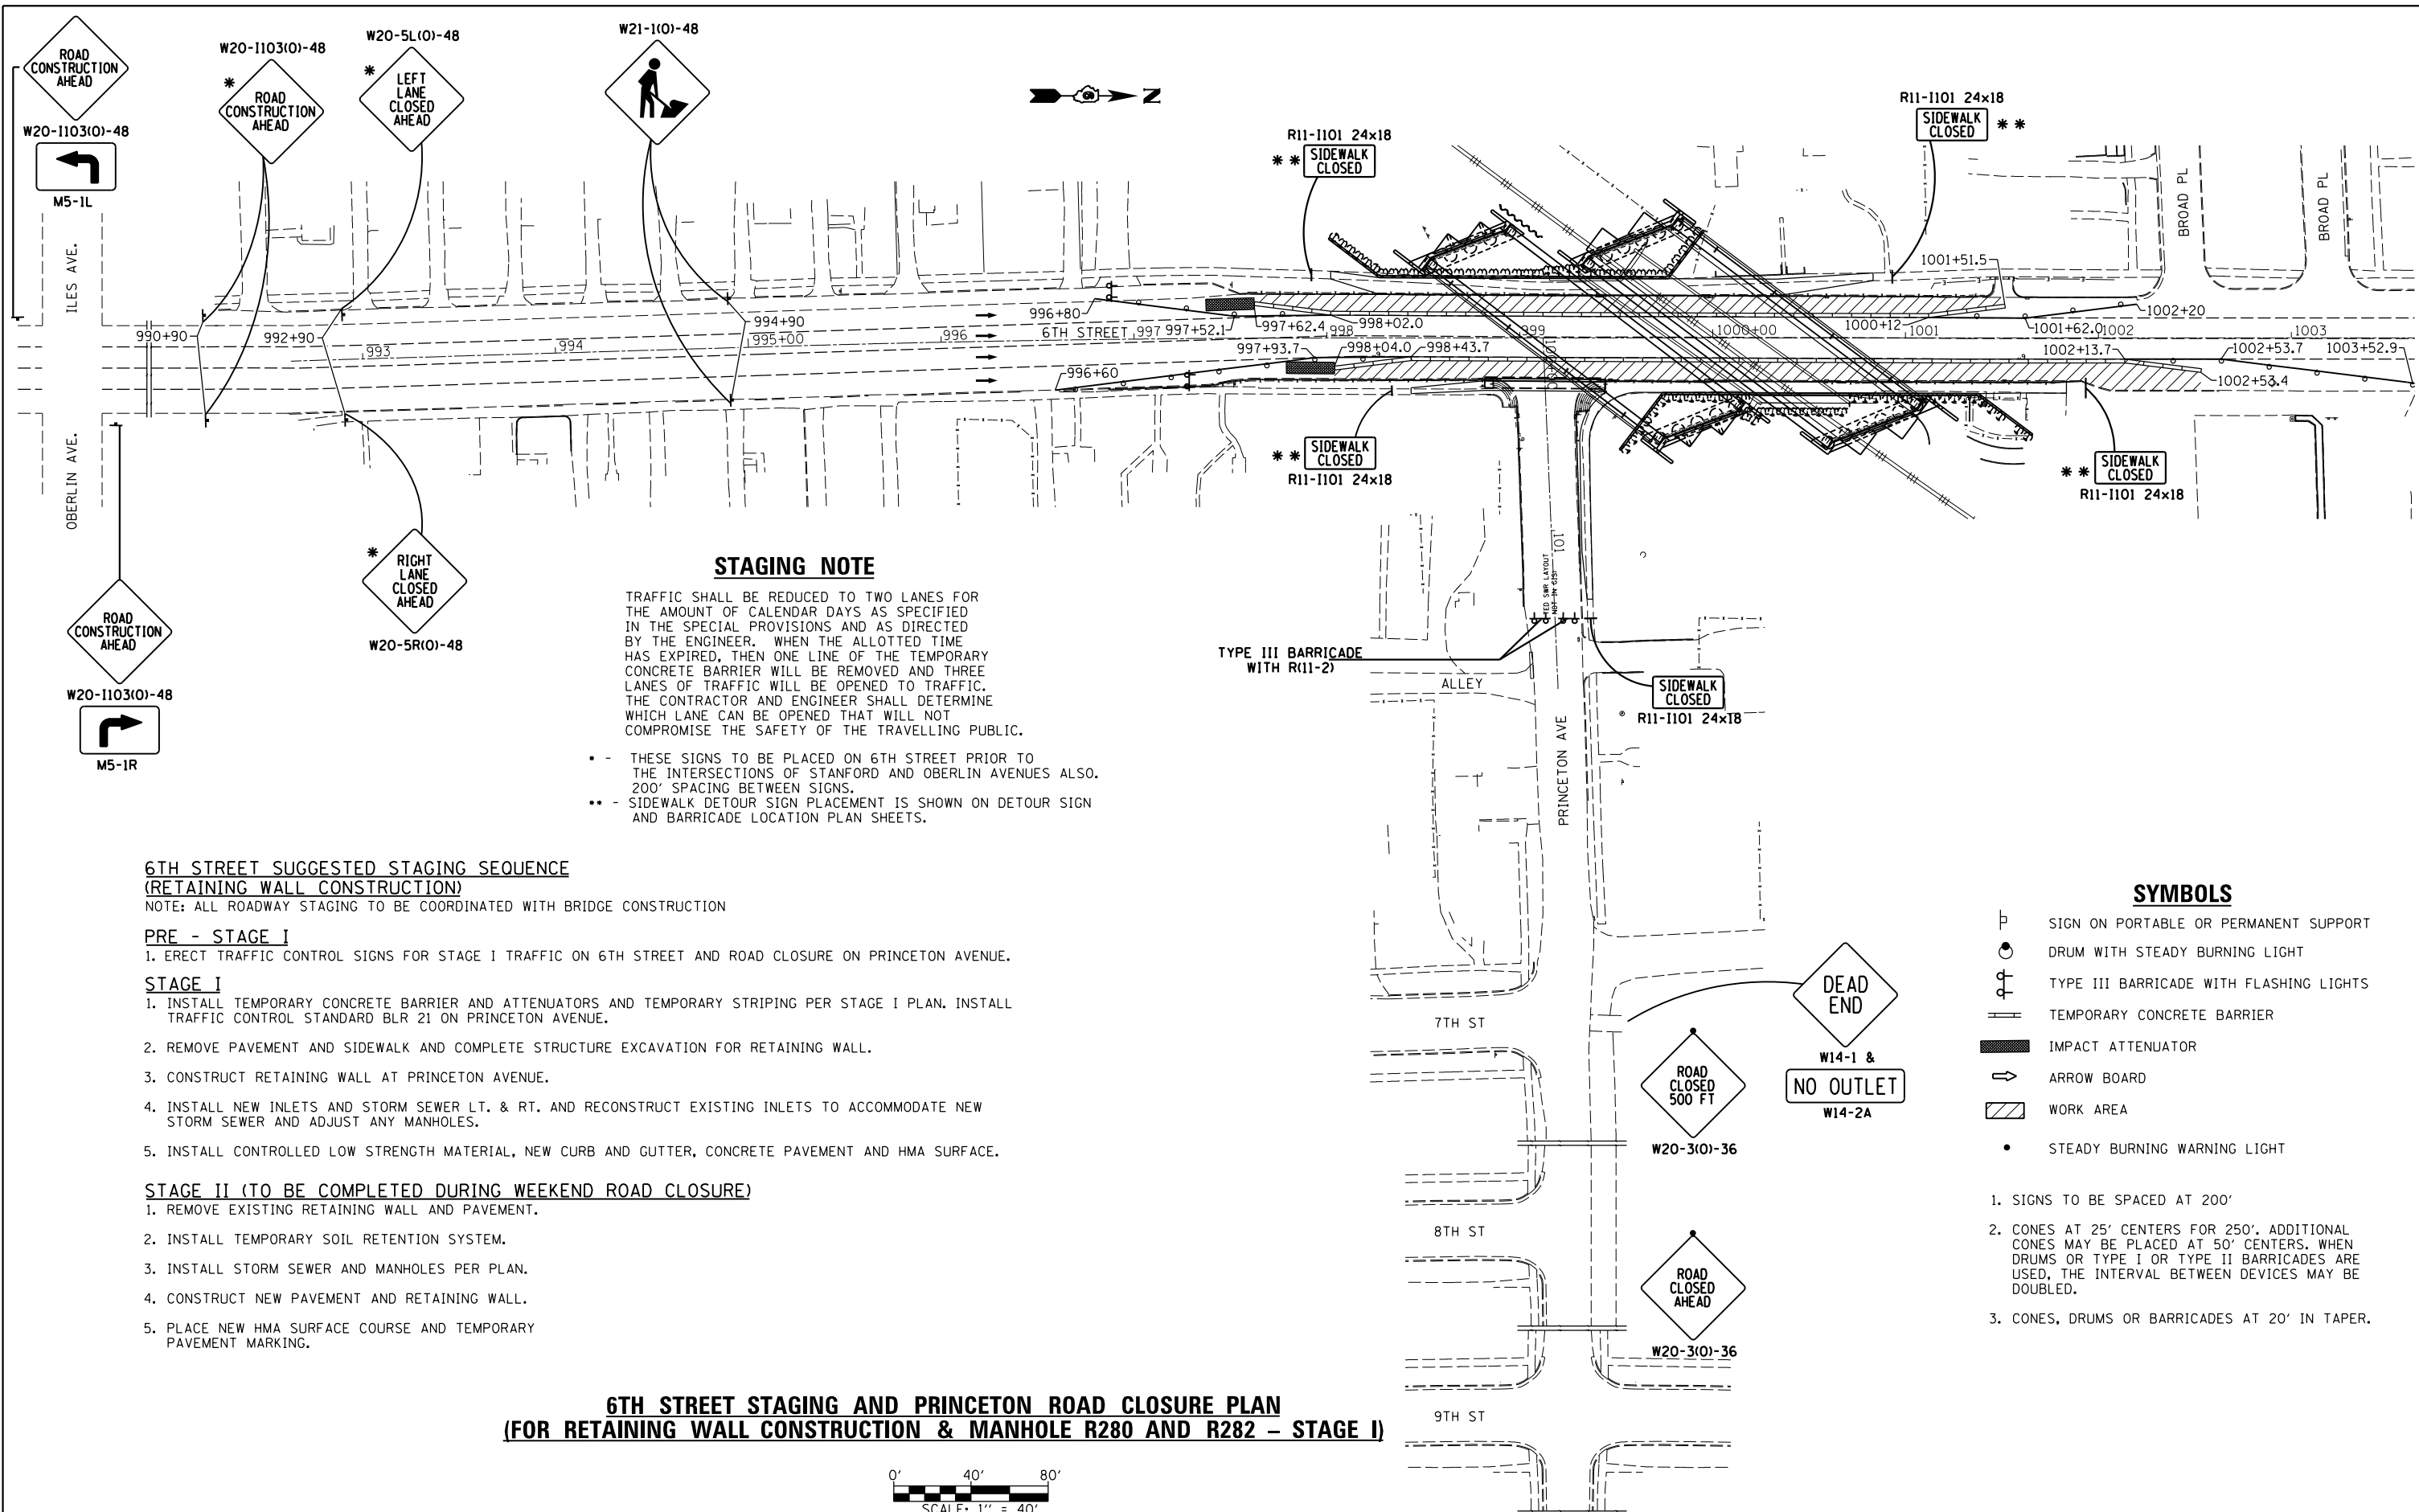 ROAD
CONSTRUCTION
AHEAD
W20-I103(O)-48
M5-1L
W20-I103(O)-48
*
ROAD
CONSTRUCTION
AHEAD
W20-5L(O)-48
*
LEFT
LANE
CLOSED
AHEAD
W21-1(O)-48
N
R11-I101 24x18
** SIDEWALK
CLOSED
R11-I101 24x18
SIDEWALK
CLOSED **
BROAD PL
BROAD PL
ILES AVE.
OBERLIN AVE.
990+90
992+90
993
994
994+90
995+00
996
996+80
996+60
6TH STREET
997
997+52.1
997+62.4
998
998+02.0
997+93.7
998+04.0
998+43.7
999
1000+00
1000+12
1001
1001+51.5
1001+62.0
1002
1002+20
1003
1002+13.7
1002+53.7
1003+52.9
1002+53.4
** SIDEWALK
CLOSED
R11-I101 24x18
** SIDEWALK
CLOSED
R11-I101 24x18
*
RIGHT
LANE
CLOSED
AHEAD
W20-5R(O)-48
ROAD
CONSTRUCTION
AHEAD
W20-I103(O)-48
M5-1R
STAGING NOTE
TRAFFIC SHALL BE REDUCED TO TWO LANES FOR
THE AMOUNT OF CALENDAR DAYS AS SPECIFIED
IN THE SPECIAL PROVISIONS AND AS DIRECTED
BY THE ENGINEER. WHEN THE ALLOTTED TIME
HAS EXPIRED, THEN ONE LINE OF THE TEMPORARY
CONCRETE BARRIER WILL BE REMOVED AND THREE
LANES OF TRAFFIC WILL BE OPENED TO TRAFFIC.
THE CONTRACTOR AND ENGINEER SHALL DETERMINE
WHICH LANE CAN BE OPENED THAT WILL NOT
COMPROMISE THE SAFETY OF THE TRAVELLING PUBLIC.
* - THESE SIGNS TO BE PLACED ON 6TH STREET PRIOR TO
THE INTERSECTIONS OF STANFORD AND OBERLIN AVENUES ALSO.
200' SPACING BETWEEN SIGNS.
** - SIDEWALK DETOUR SIGN PLACEMENT IS SHOWN ON DETOUR SIGN
AND BARRICADE LOCATION PLAN SHEETS.
101
NOT IN GIS)
TYPE III BARRICADE
WITH R(11-2)
ALLEY
SIDEWALK
CLOSED
R11-I101 24x18
PRINCETON AVE
6TH STREET SUGGESTED STAGING SEQUENCE
(RETAINING WALL CONSTRUCTION)
NOTE: ALL ROADWAY STAGING TO BE COORDINATED WITH BRIDGE CONSTRUCTION
PRE - STAGE I
1. ERECT TRAFFIC CONTROL SIGNS FOR STAGE I TRAFFIC ON 6TH STREET AND ROAD CLOSURE ON PRINCETON AVENUE.
STAGE I
1. INSTALL TEMPORARY CONCRETE BARRIER AND ATTENUATORS AND TEMPORARY STRIPING PER STAGE I PLAN. INSTALL
TRAFFIC CONTROL STANDARD BLR 21 ON PRINCETON AVENUE.
2. REMOVE PAVEMENT AND SIDEWALK AND COMPLETE STRUCTURE EXCAVATION FOR RETAINING WALL.
3. CONSTRUCT RETAINING WALL AT PRINCETON AVENUE.
4. INSTALL NEW INLETS AND STORM SEWER LT. & RT. AND RECONSTRUCT EXISTING INLETS TO ACCOMMODATE NEW
STORM SEWER AND ADJUST ANY MANHOLES.
5. INSTALL CONTROLLED LOW STRENGTH MATERIAL, NEW CURB AND GUTTER, CONCRETE PAVEMENT AND HMA SURFACE.
STAGE II (TO BE COMPLETED DURING WEEKEND ROAD CLOSURE)
1. REMOVE EXISTING RETAINING WALL AND PAVEMENT.
2. INSTALL TEMPORARY SOIL RETENTION SYSTEM.
3. INSTALL STORM SEWER AND MANHOLES PER PLAN.
4. CONSTRUCT NEW PAVEMENT AND RETAINING WALL.
5. PLACE NEW HMA SURFACE COURSE AND TEMPORARY
PAVEMENT MARKING.
7TH ST
8TH ST
9TH ST
DEAD
END
W14-1 &
NO OUTLET
W14-2A
ROAD
CLOSED
500 FT
W20-3(O)-36
ROAD
CLOSED
AHEAD
W20-3(O)-36
SYMBOLS
SIGN ON PORTABLE OR PERMANENT SUPPORT
DRUM WITH STEADY BURNING LIGHT
TYPE III BARRICADE WITH FLASHING LIGHTS
TEMPORARY CONCRETE BARRIER
IMPACT ATTENUATOR
ARROW BOARD
WORK AREA
STEADY BURNING WARNING LIGHT
1. SIGNS TO BE SPACED AT 200'
2. CONES AT 25' CENTERS FOR 250'. ADDITIONAL
CONES MAY BE PLACED AT 50' CENTERS. WHEN
DRUMS OR TYPE I OR TYPE II BARRICADES ARE
USED, THE INTERVAL BETWEEN DEVICES MAY BE
DOUBLED.
3. CONES, DRUMS OR BARRICADES AT 20' IN TAPER.
6TH STREET STAGING AND PRINCETON ROAD CLOSURE PLAN
(FOR RETAINING WALL CONSTRUCTION & MANHOLE R280 AND R282 – STAGE I)
0' 40' 80'
SCALE: 1" = 40'